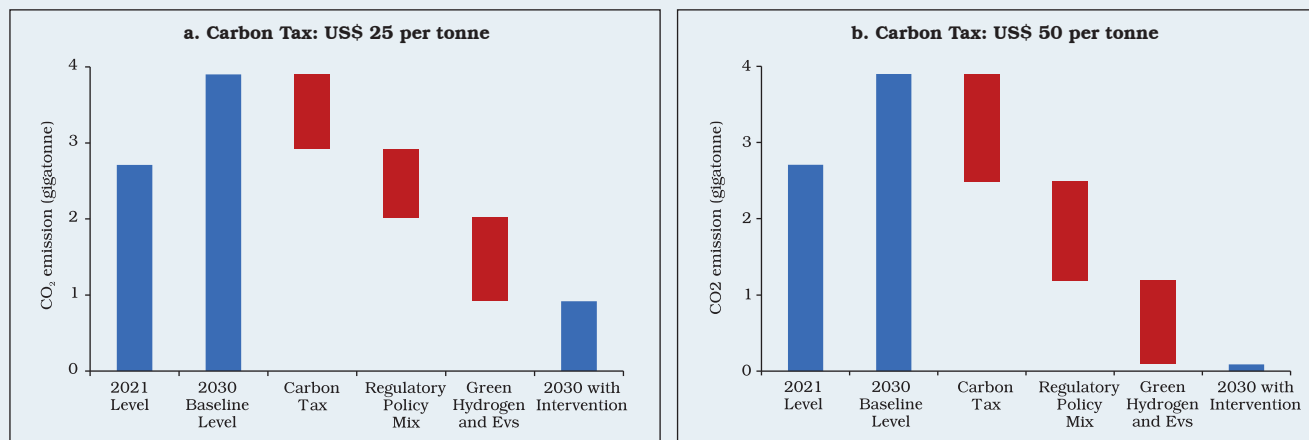 a. Carbon Tax: US$ 25 per tonne
CO₂ emission (gigatonne)
4
3
2
1
0
2021
Level
2030
Baseline
Level
Carbon
Tax
Regulatory
Policy
Mix
Green
Hydrogen
and Evs
2030 with
Intervention
b. Carbon Tax: US$ 50 per tonne
CO2 emission (gigatonne)
4
3
2
1
0
2021
Level
2030
Baseline
Level
Carbon
Tax
Regulatory
Policy
Mix
Green
Hydrogen
and Evs
2030 with
Intervention